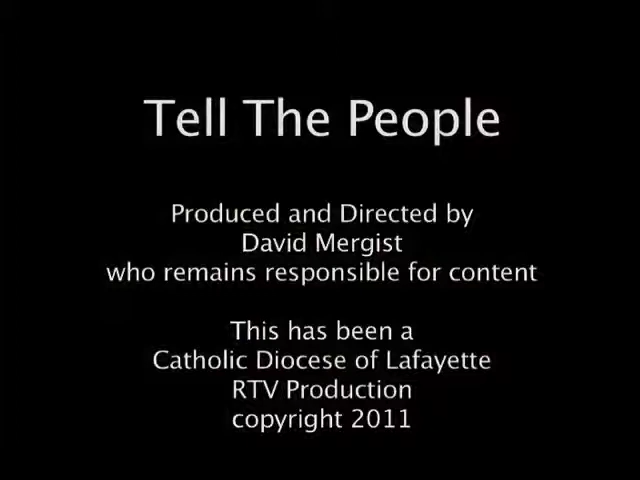 Tell The People
Produced and Directed by
David Mergist
who remains responsible for content
This has been a
Catholic Diocese of Lafayette
RTV Production
copyright 2011